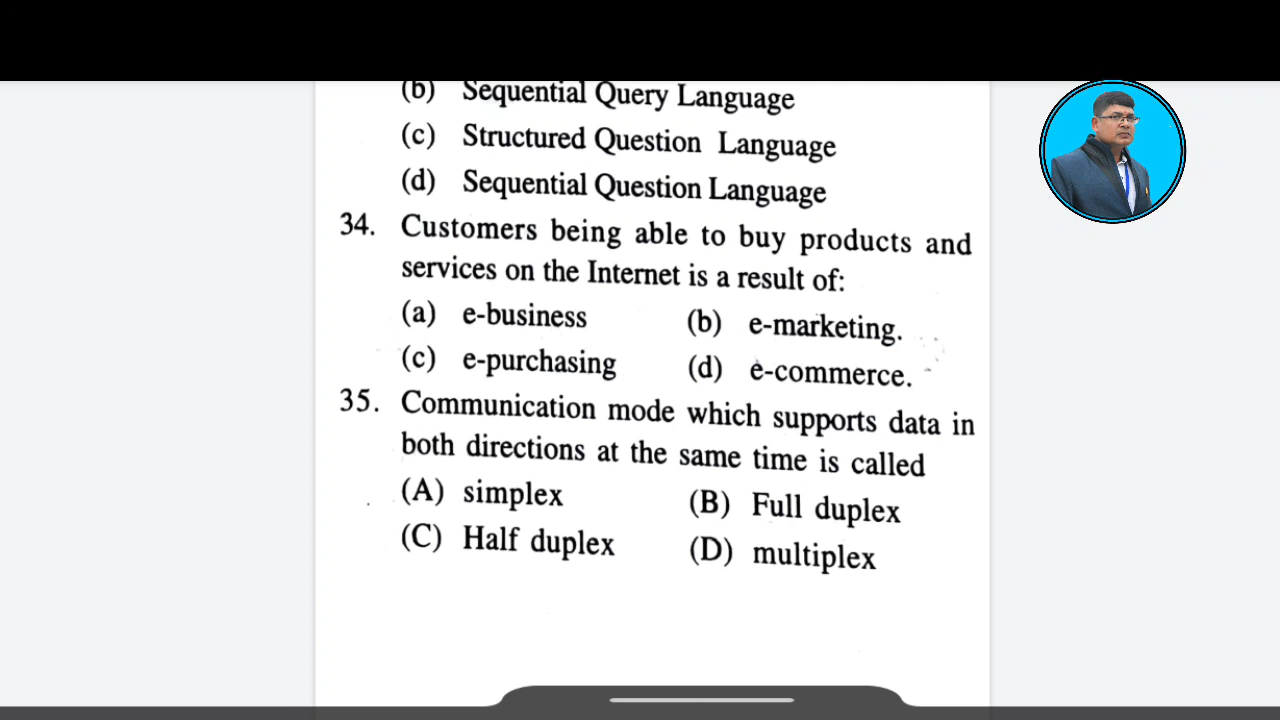 (b) Sequential Query Language
(c) Structured Question Language
(d) Sequential Question Language
34. Customers being able to buy products and
services on the Internet is a result of:
(a) e-business (b) e-marketing.
(c) e-purchasing (d) e-commerce.
35. Communication mode which supports data in
both directions at the same time is called
(A) simplex (B) Full duplex
(C) Half duplex (D) multiplex